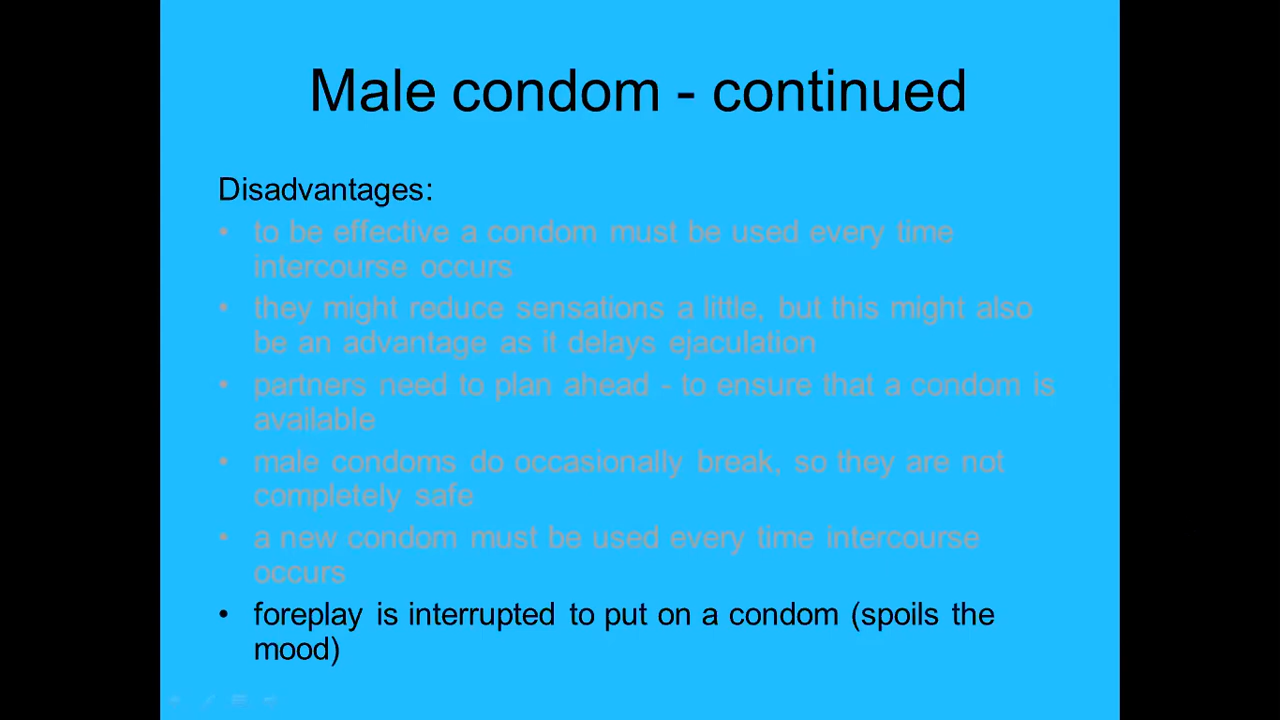 Male condom - continued
Disadvantages:
• to be effective a condom must be used every time
intercourse occurs
• they might reduce sensations a little, but this might also
be an advantage as it delays ejaculation
• partners need to plan ahead - to ensure that a condom is
available
• male condoms do occasionally break, so they are not
completely safe
• a new condom must be used every time intercourse
occurs
• foreplay is interrupted to put on a condom (spoils the
mood)